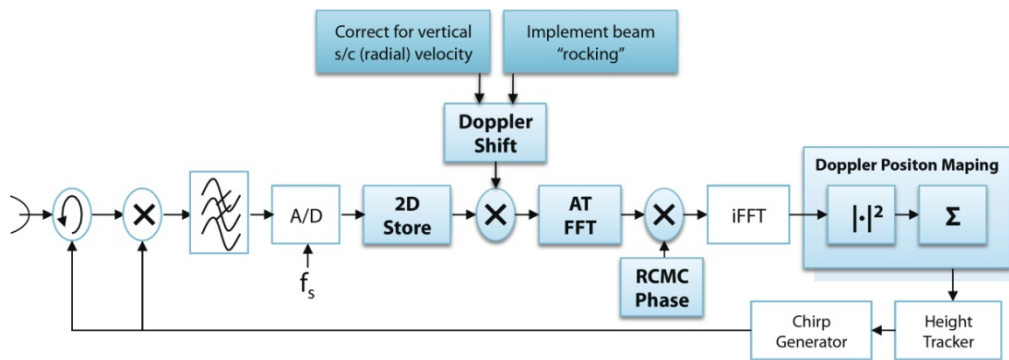 Correct for vertical
s/c (radial) velocity
Implement beam
“rocking”
Doppler
Shift
A/D
f_s
2D
Store
AT
FFT
RCMC
Phase
iFFT
Doppler Positon Maping
|·|²
Σ
Chirp
Generator
Height
Tracker